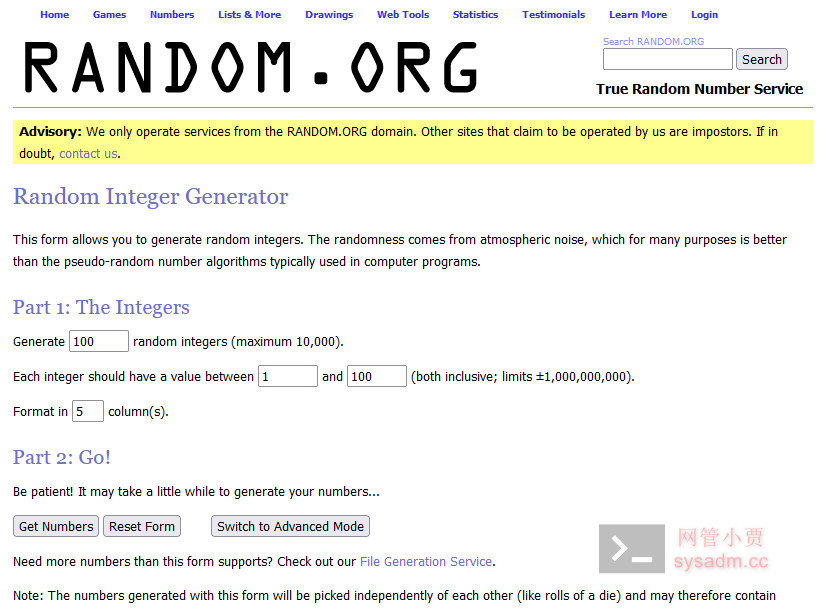 Home Games Numbers Lists & More Drawings Web Tools Statistics Testimonials Learn More Login
RANDOM.ORG
Search RANDOM.ORG
Search
True Random Number Service
Advisory: We only operate services from the RANDOM.ORG domain. Other sites that claim to be operated by us are impostors. If in
doubt, contact us.
Random Integer Generator
This form allows you to generate random integers. The randomness comes from atmospheric noise, which for many purposes is better
than the pseudo-random number algorithms typically used in computer programs.
Part 1: The Integers
Generate 100 random integers (maximum 10,000).
Each integer should have a value between 1 and 100 (both inclusive; limits ±1,000,000,000).
Format in 5 column(s).
Part 2: Go!
Be patient! It may take a little while to generate your numbers...
Get Numbers Reset Form Switch to Advanced Mode
网管小贾
sysadm.cc
Need more numbers than this form supports? Check out our File Generation Service.
Note: The numbers generated with this form will be picked independently of each other (like rolls of a die) and may therefore contain